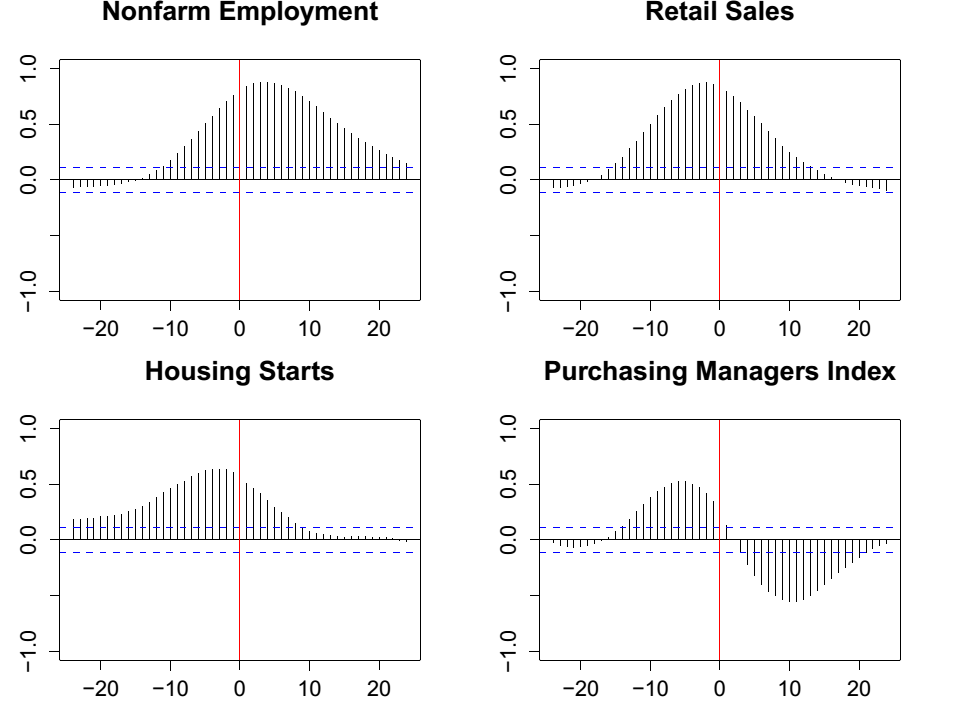 Nonfarm Employment
1.0
0.5
0.0
−1.0
−20 −10 0 10 20
Retail Sales
1.0
0.5
0.0
−1.0
−20 −10 0 10 20
Housing Starts
1.0
0.5
0.0
−1.0
−20 −10 0 10 20
Purchasing Managers Index
1.0
0.5
0.0
−1.0
−20 −10 0 10 20